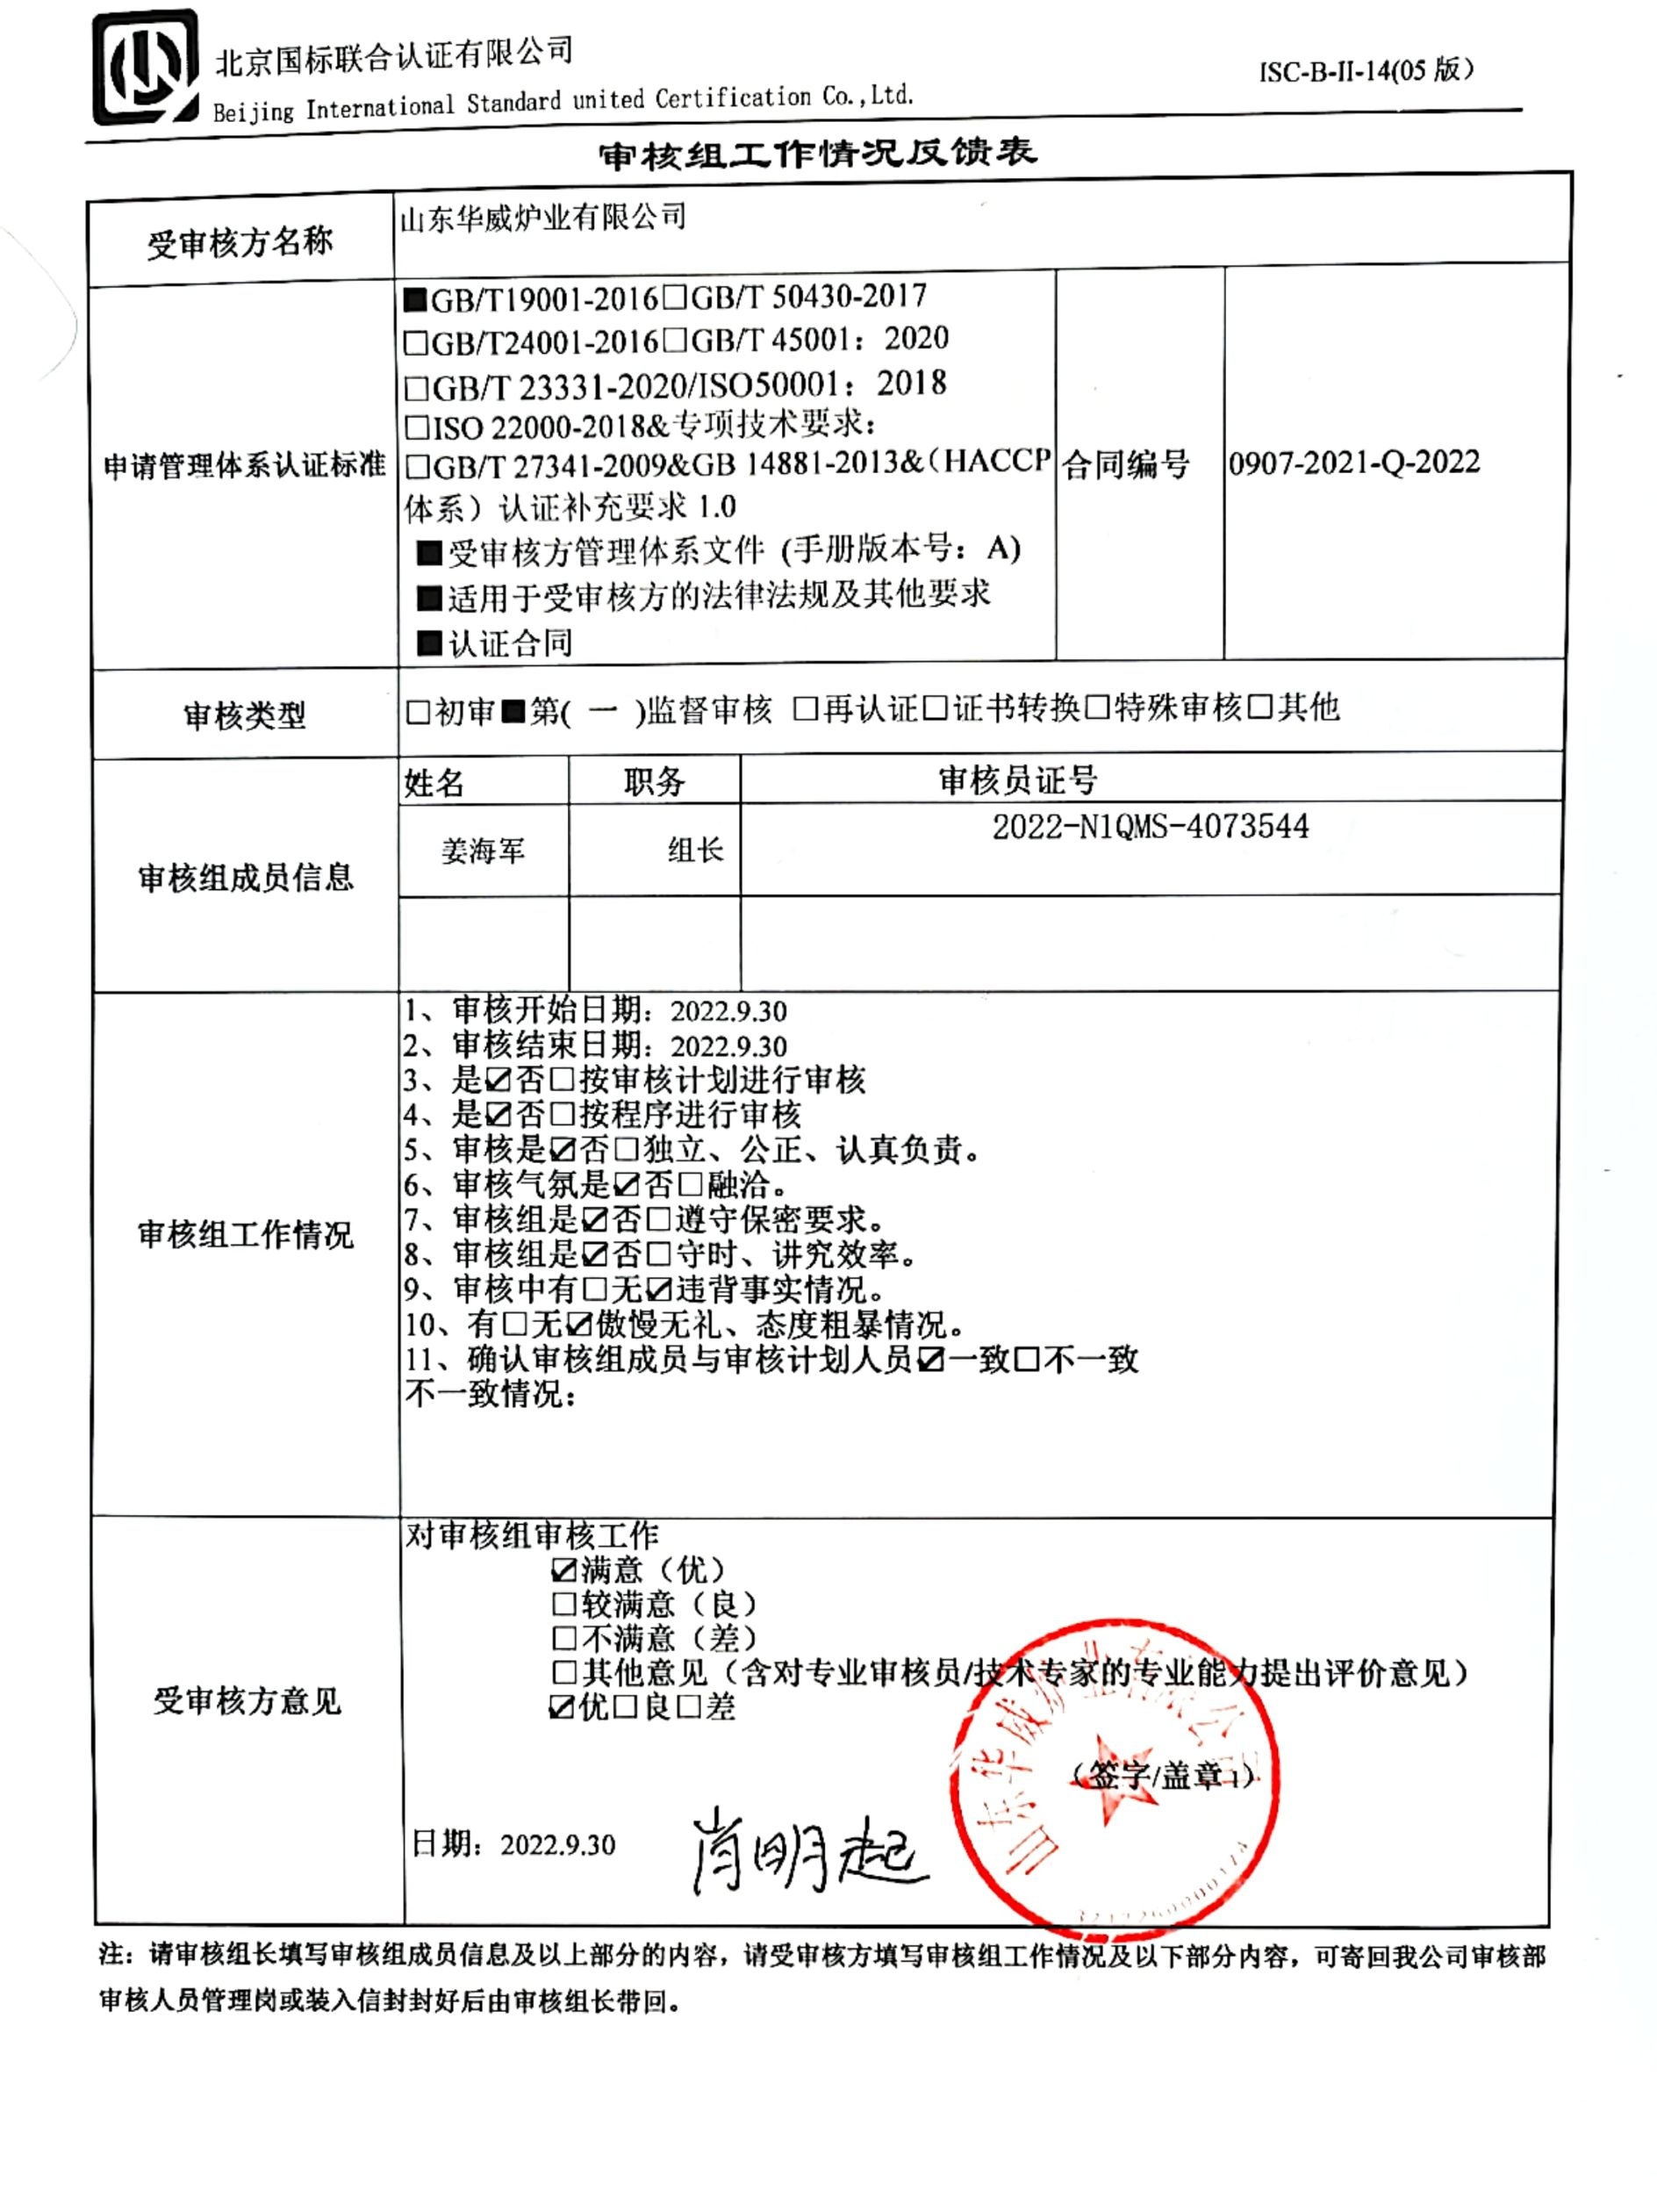 北京国标联合认证有限公司
Beijing International Standard united Certification Co.,Ltd.
ISC-B-II-14(05 版)
审核组工作情况反馈表
受审核方名称
山东华威炉业有限公司
申请管理体系认证标准
■GB/T19001-2016□GB/T 50430-2017
□GB/T24001-2016□GB/T 45001：2020
□GB/T 23331-2020/ISO50001：2018
□ISO 22000-2018&专项技术要求：
□GB/T 27341-2009&GB 14881-2013&（HACCP
体系）认证补充要求 1.0
■受审核方管理体系文件 (手册版本号：A)
■适用于受审核方的法律法规及其他要求
■认证合同
合同编号
0907-2021-Q-2022
审核类型
□初审■第( 一 )监督审核 □再认证□证书转换□特殊审核□其他
审核组成员信息
姓名 职务 审核员证号
姜海军 组长 2022-N1QMS-4073544
审核组工作情况
1、审核开始日期：2022.9.30
2、审核结束日期：2022.9.30
3、是☑否□按审核计划进行审核
4、是☑否□按程序进行审核
5、审核是☑否□独立、公正、认真负责。
6、审核气氛是☑否□融洽。
7、审核组是☑否□遵守保密要求。
8、审核组是☑否□守时、讲究效率。
9、审核中有□无☑违背事实情况。
10、有□无☑傲慢无礼、态度粗暴情况。
11、确认审核组成员与审核计划人员☑一致□不一致
不一致情况：
受审核方意见
对审核组审核工作
☑满意（优）
□较满意（良）
□不满意（差）
□其他意见（含对专业审核员/技术专家的专业能力提出评价意见）
☑优□良□差
（签字/盖章）
山东华威炉业有限公司
日期：2022.9.30
肖明起
注：请审核组长填写审核组成员信息及以上部分的内容，请受审核方填写审核组工作情况及以下部分内容，可寄回我公司审核部
审核人员管理岗或装入信封封好后由审核组长带回。